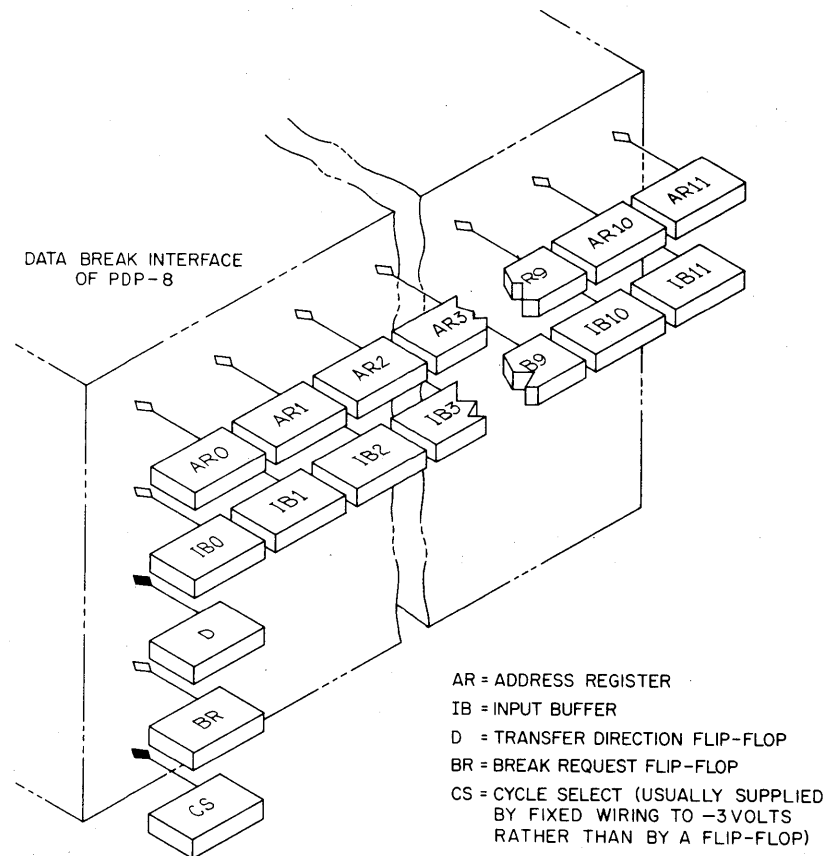 DATA BREAK INTERFACE
OF PDP-8
AR0
AR1
AR2
AR3
R9
AR10
AR11
IB0
IB1
IB2
IB3
B9
IB10
IB11
D
BR
CS
AR = ADDRESS REGISTER
IB = INPUT BUFFER
D = TRANSFER DIRECTION FLIP-FLOP
BR = BREAK REQUEST FLIP-FLOP
CS = CYCLE SELECT (USUALLY SUPPLIED
BY FIXED WIRING TO -3 VOLTS
RATHER THAN BY A FLIP-FLOP)